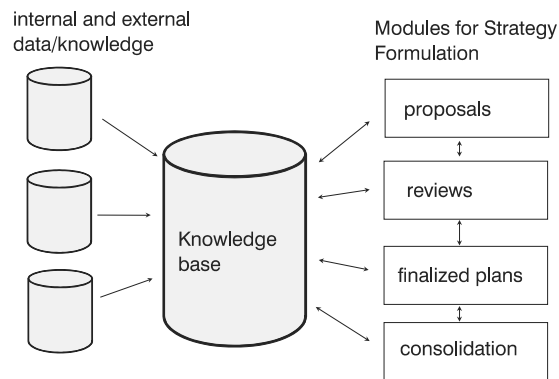 internal and external
data/knowledge
Modules for Strategy
Formulation
proposals
reviews
Knowledge
base
finalized plans
consolidation